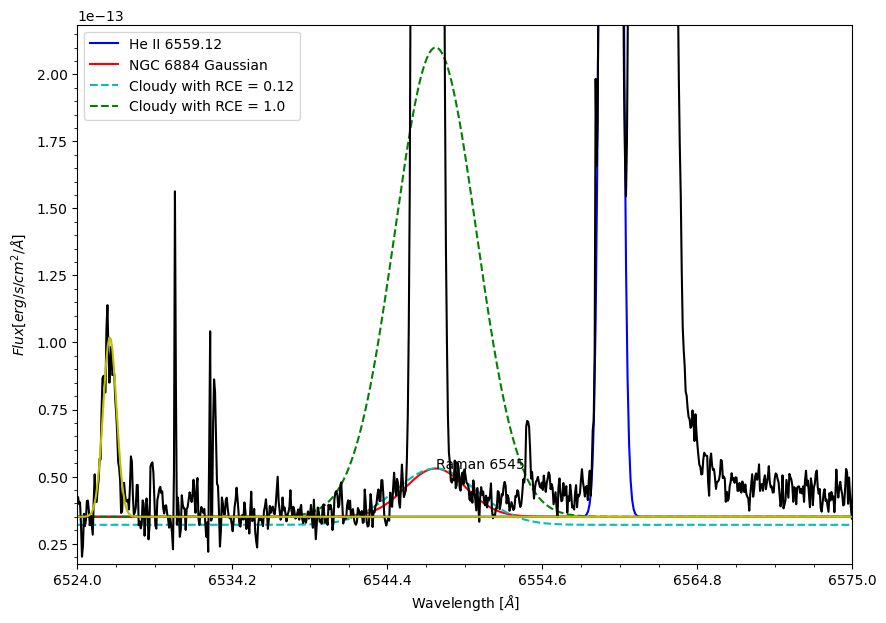 1e−13
He II 6559.12
NGC 6884 Gaussian
Cloudy with RCE = 0.12
Cloudy with RCE = 1.0
2.00
1.75
1.50
1.25
1.00
0.75
0.50
0.25
Flux[erg/s/cm²/Å]
Raman 6545
6524.0 6534.2 6544.4 6554.6 6564.8 6575.0
Wavelength [Å]